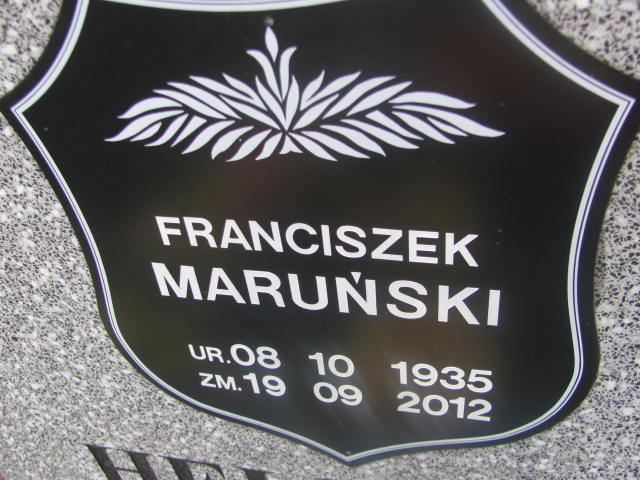 FRANCISZEK
MARUŃSKI
UR. 08 10 1935
ZM. 19 09 2012